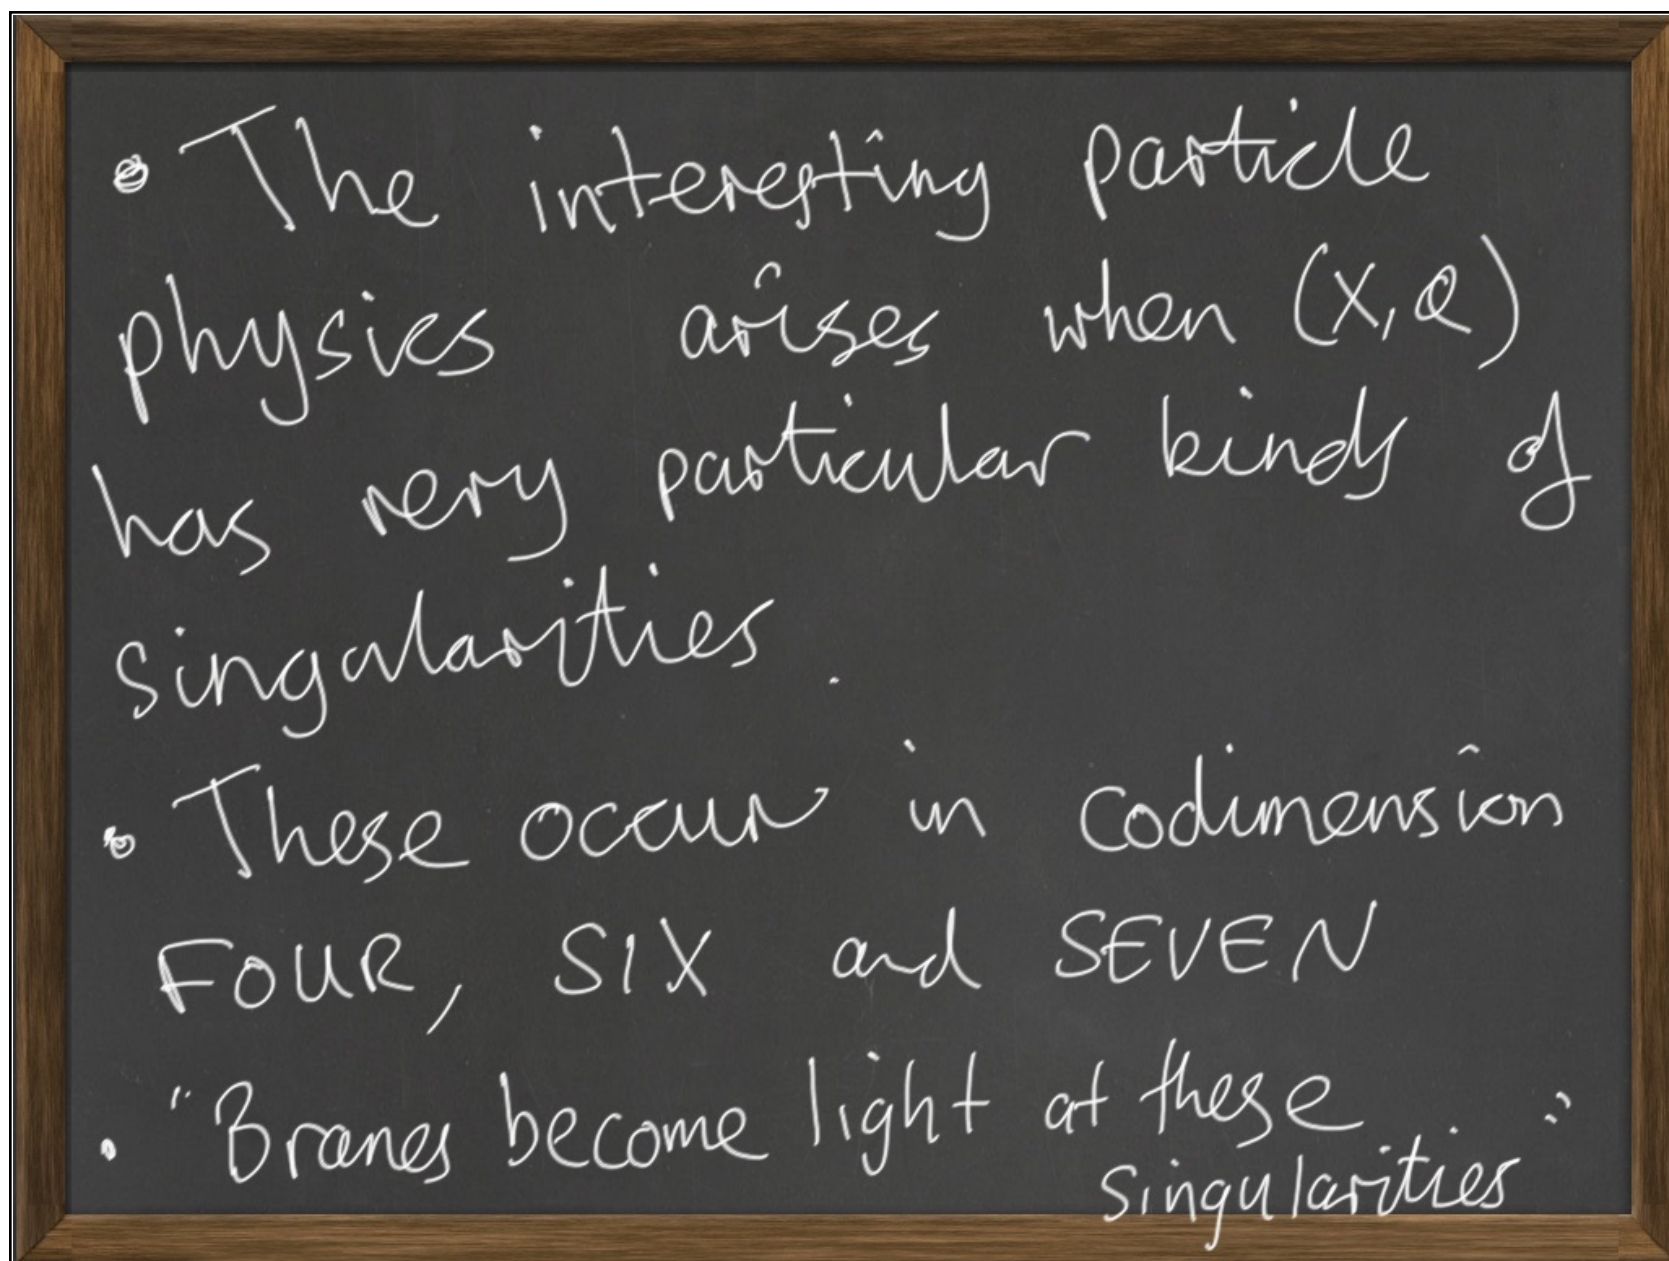 • The interesting particle
physics arises when (X, φ)
has very particular kinds of
singularities.
• These occur in codimension
FOUR, SIX and SEVEN
• "Branes become light at these
singularities"